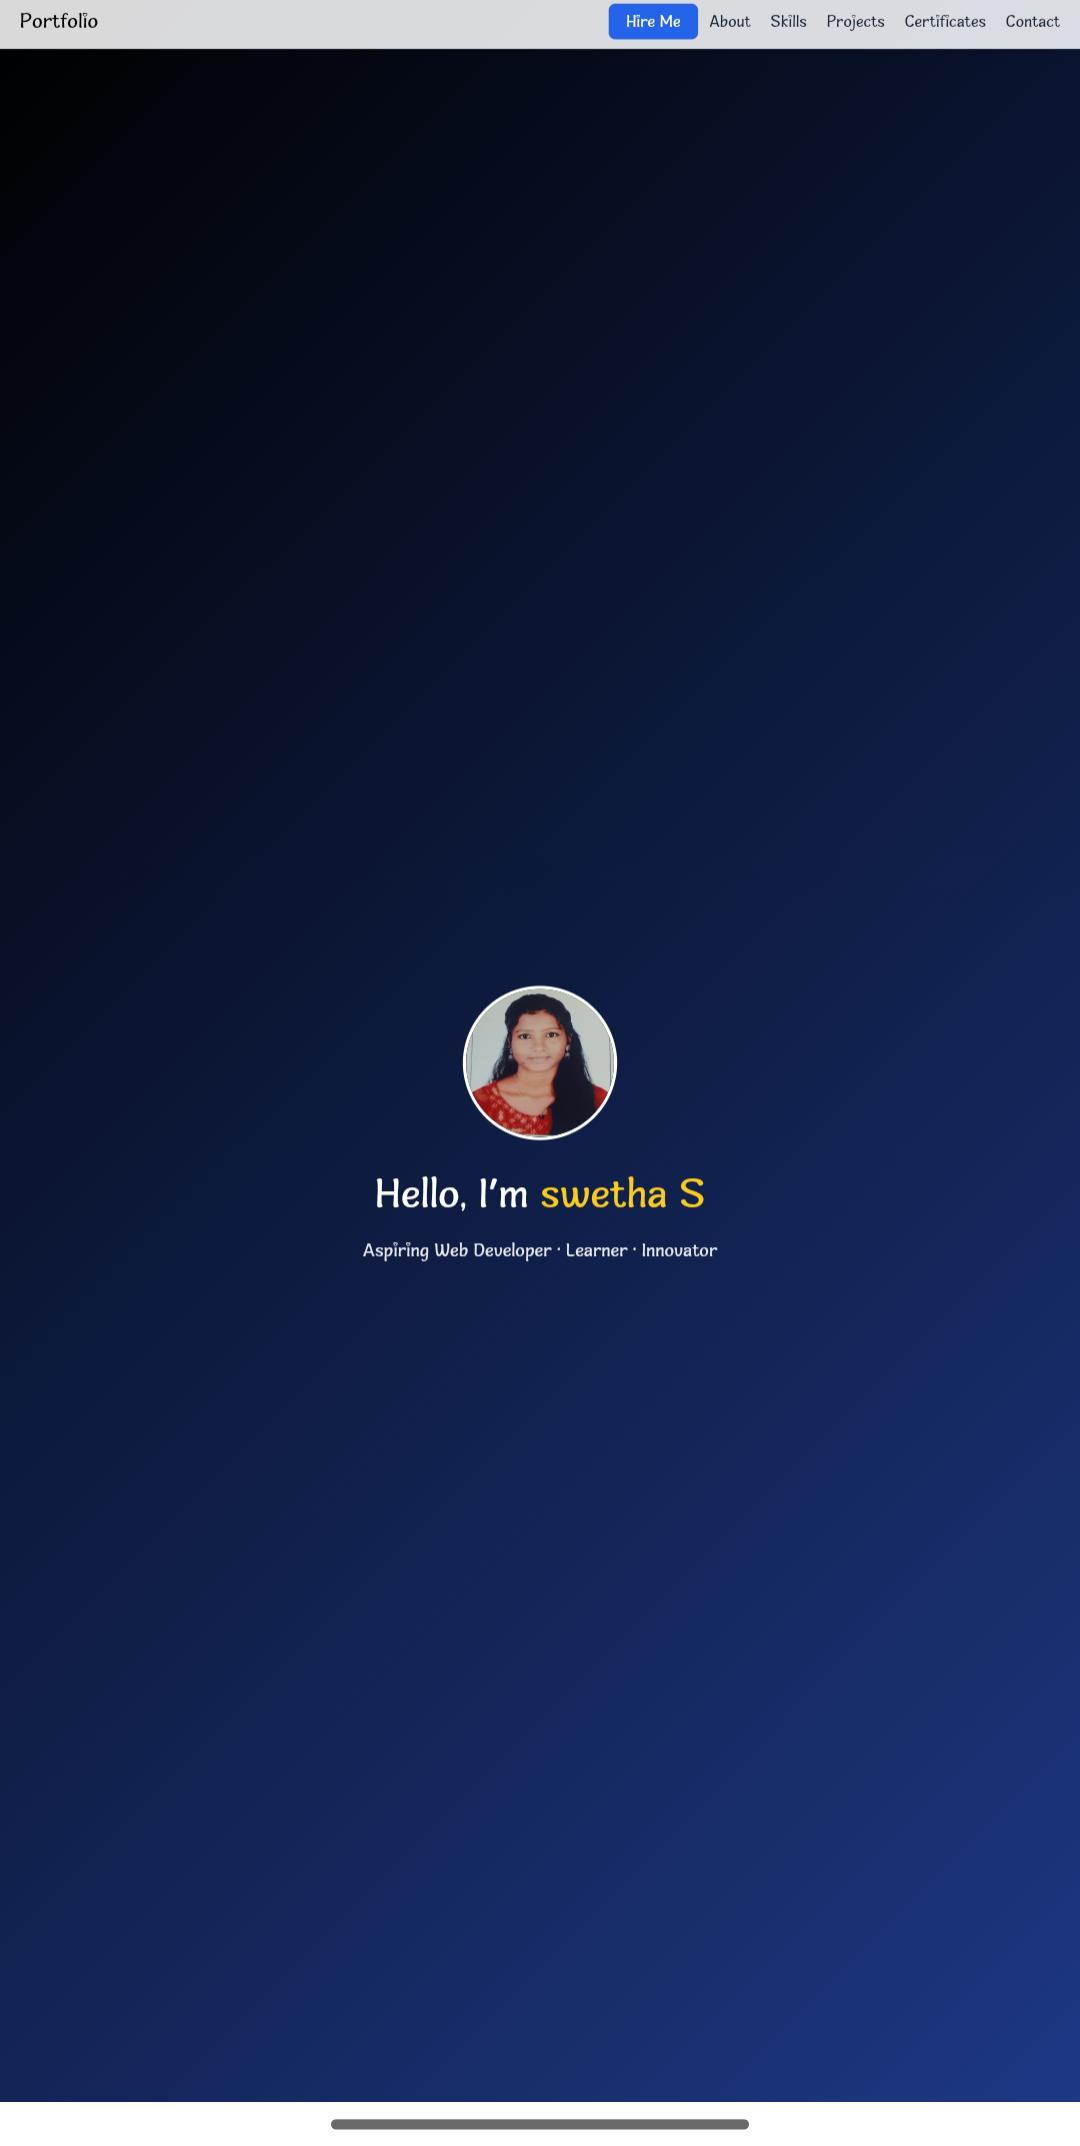 Portfolio
Hire Me About Skills Projects Certificates Contact
Hello, I'm swetha S
Aspiring Web Developer · Learner · Innovator